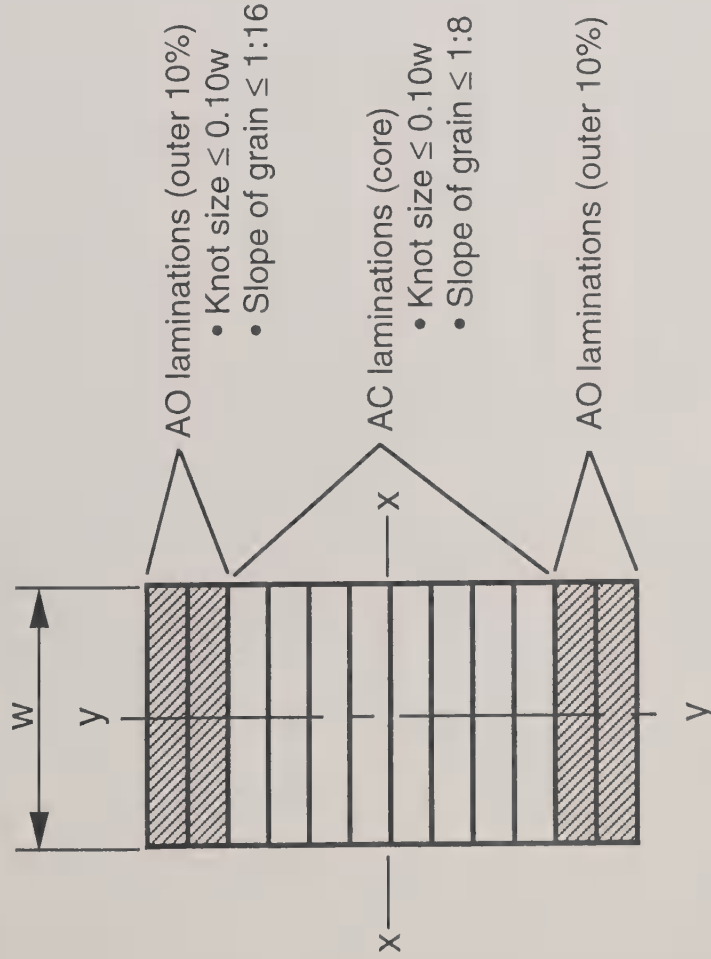 w
y
AO laminations (outer 10%)
• Knot size ≤ 0.10w
• Slope of grain ≤ 1:16
x
x
AC laminations (core)
• Knot size ≤ 0.10w
• Slope of grain ≤ 1:8
AO laminations (outer 10%)
y